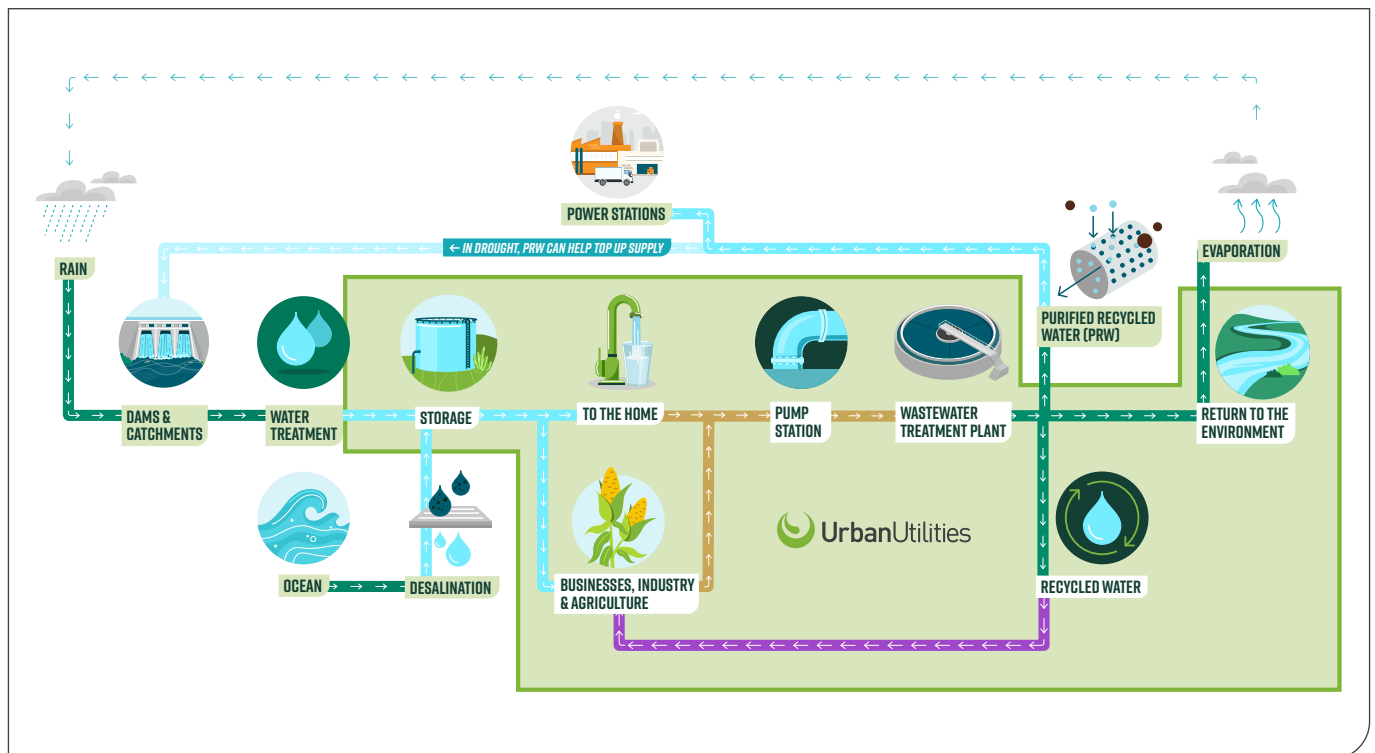 POWER STATIONS
← IN DROUGHT, PRW CAN HELP TOP UP SUPPLY
EVAPORATION
RAIN
PURIFIED RECYCLED
WATER (PRW)
DAMS &
CATCHMENTS
WATER
TREATMENT
STORAGE
TO THE HOME
PUMP
STATION
WASTEWATER
TREATMENT PLANT
RETURN TO THE
ENVIRONMENT
UrbanUtilities
OCEAN
DESALINATION
BUSINESSES, INDUSTRY
& AGRICULTURE
RECYCLED WATER